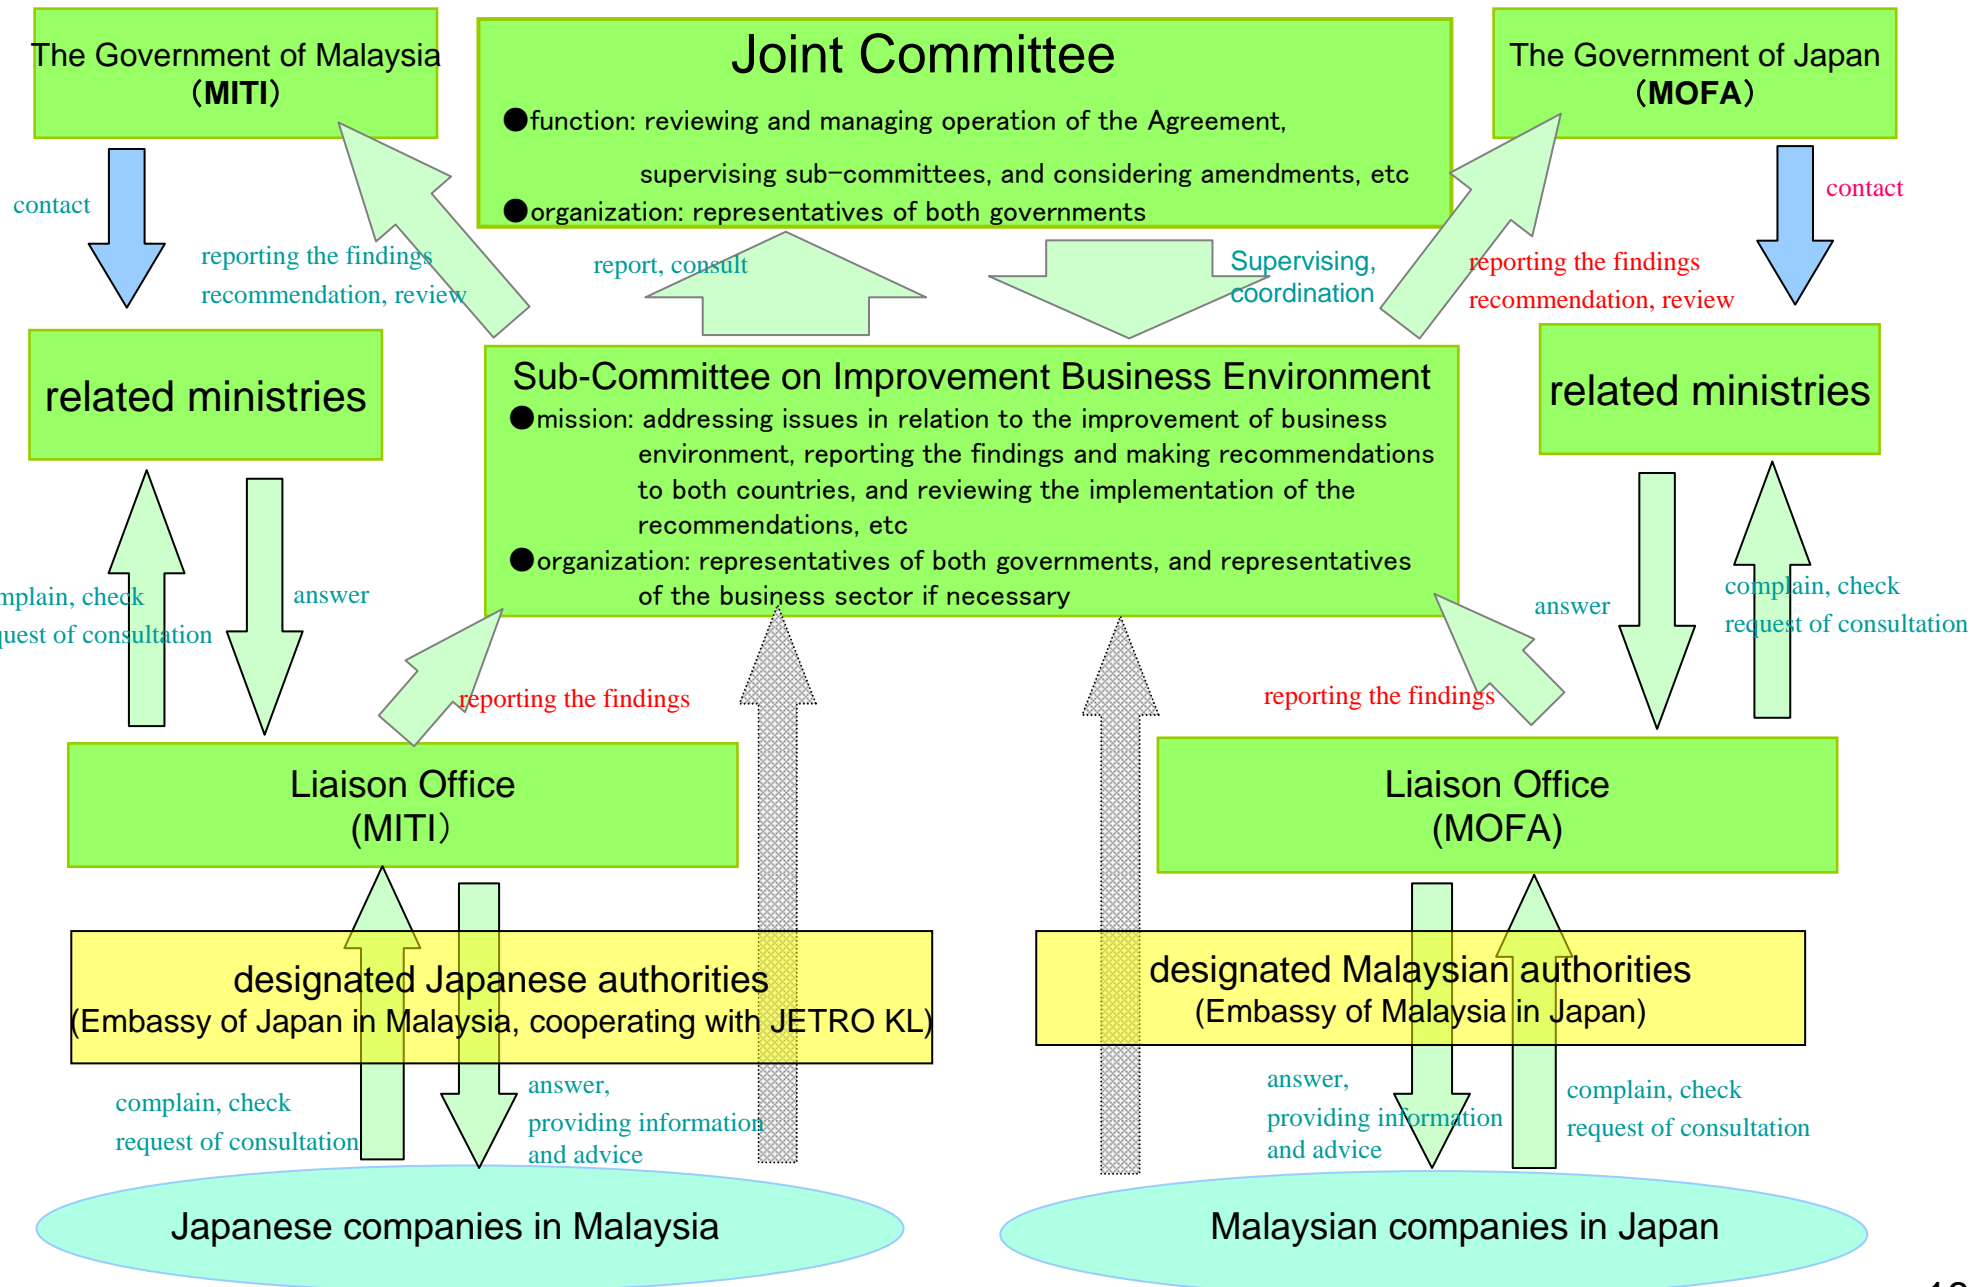 The Government of Malaysia
（MITI）
Joint Committee
●function: reviewing and managing operation of the Agreement,
supervising sub-committees, and considering amendments, etc
●organization: representatives of both governments
The Government of Japan
（MOFA）
contact
contact
reporting the findings
recommendation, review
report, consult
Supervising,
coordination
reporting the findings
recommendation, review
related ministries
Sub-Committee on Improvement Business Environment
●mission: addressing issues in relation to the improvement of business
environment, reporting the findings and making recommendations
to both countries, and reviewing the implementation of the
recommendations, etc
●organization: representatives of both governments, and representatives
of the business sector if necessary
related ministries
mplain, check
quest of consultation
answer
answer
complain, check
request of consultation
reporting the findings
reporting the findings
Liaison Office
(MITI）
Liaison Office
(MOFA)
designated Japanese authorities
(Embassy of Japan in Malaysia, cooperating with JETRO KL)
designated Malaysian authorities
(Embassy of Malaysia in Japan)
complain, check
request of consultation
answer,
providing information
and advice
answer,
providing information
and advice
complain, check
request of consultation
Japanese companies in Malaysia
Malaysian companies in Japan